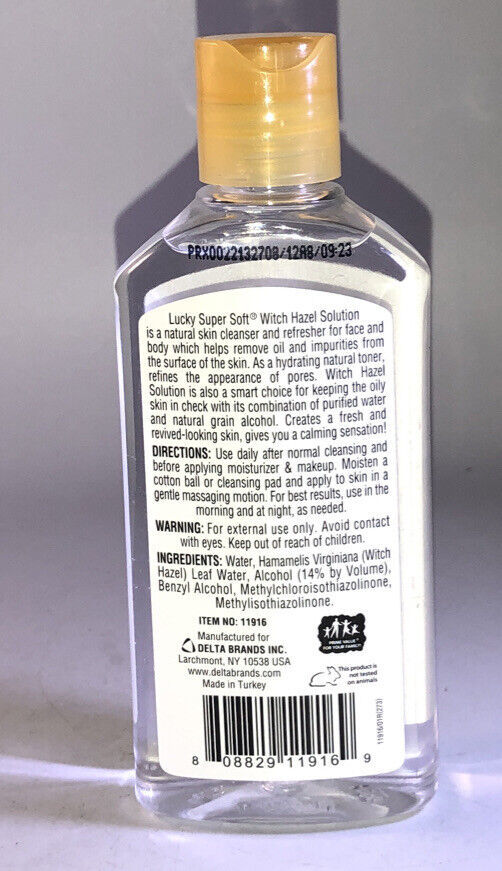 PRX0022132708/12A8/09-23
Lucky Super Soft® Witch Hazel Solution
is a natural skin cleanser and refresher for face and
body which helps remove oil and impurities from
the surface of the skin. As a hydrating natural toner,
refines the appearance of pores. Witch Hazel
Solution is also a smart choice for keeping the oily
skin in check with its combination of purified water
and natural grain alcohol. Creates a fresh and
revived-looking skin, gives you a calming sensation!
DIRECTIONS: Use daily after normal cleansing and
before applying moisturizer & makeup. Moisten a
cotton ball or cleansing pad and apply to skin in a
gentle massaging motion. For best results, use in the
morning and at night, as needed.
WARNING: For external use only. Avoid contact
with eyes. Keep out of reach of children.
INGREDIENTS: Water, Hamamelis Virginiana (Witch
Hazel) Leaf Water, Alcohol (14% by Volume),
Benzyl Alcohol, Methylchloroisothiazolinone,
Methylisothiazolinone.
ITEM NO: 11916
Manufactured for
DELTA BRANDS INC.
Larchmont, NY 10538 USA
www.deltabrands.com
Made in Turkey
PRIME VALUE
FOR YOUR FAMILY
This product is
not tested
on animals
11916/01R(273)
8 08829 11916 9